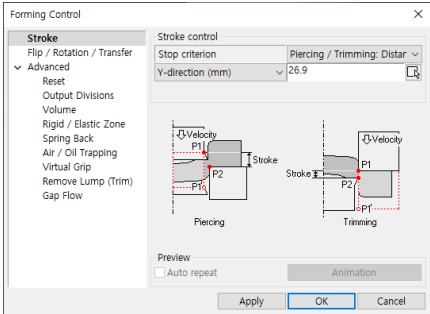 Forming Control
Stroke
Flip / Rotation / Transfer
Advanced
Reset
Output Divisions
Volume
Rigid / Elastic Zone
Spring Back
Air / Oil Trapping
Virtual Grip
Remove Lump (Trim)
Gap Flow
Stroke control
Stop criterion
Piercing / Trimming: Distar
Y-direction (mm)
26.9
Velocity
P1
Stroke
P2
P1'
Piercing
Velocity
P1
Stroke
P2
P1'
Trimming
Preview
Auto repeat
Animation
Apply
OK
Cancel